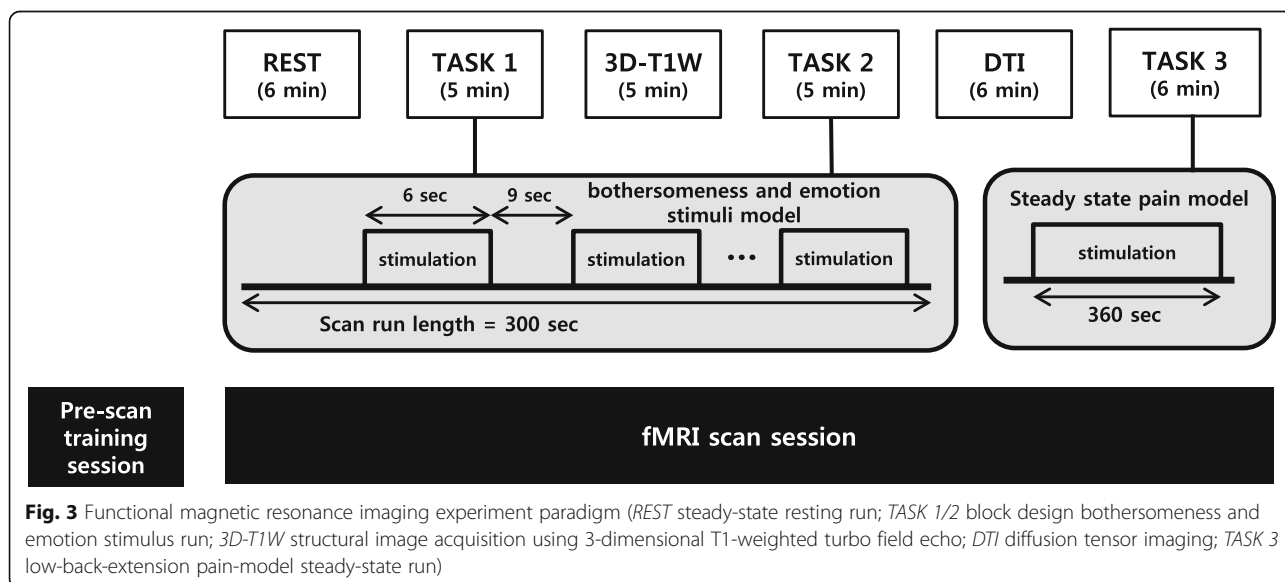 REST
(6 min)
TASK 1
(5 min)
3D-T1W
(5 min)
TASK 2
(5 min)
DTI
(6 min)
TASK 3
(6 min)
6 sec
9 sec
bothersomeness and emotion
stimuli model
stimulation
stimulation
•••
stimulation
Scan run length = 300 sec
Steady state pain model
stimulation
360 sec
Pre-scan
training
session
fMRI scan session
Fig. 3 Functional magnetic resonance imaging experiment paradigm (REST steady-state resting run; TASK 1/2 block design bothersomeness and
emotion stimulus run; 3D-T1W structural image acquisition using 3-dimensional T1-weighted turbo field echo; DTI diffusion tensor imaging; TASK 3
low-back-extension pain-model steady-state run)